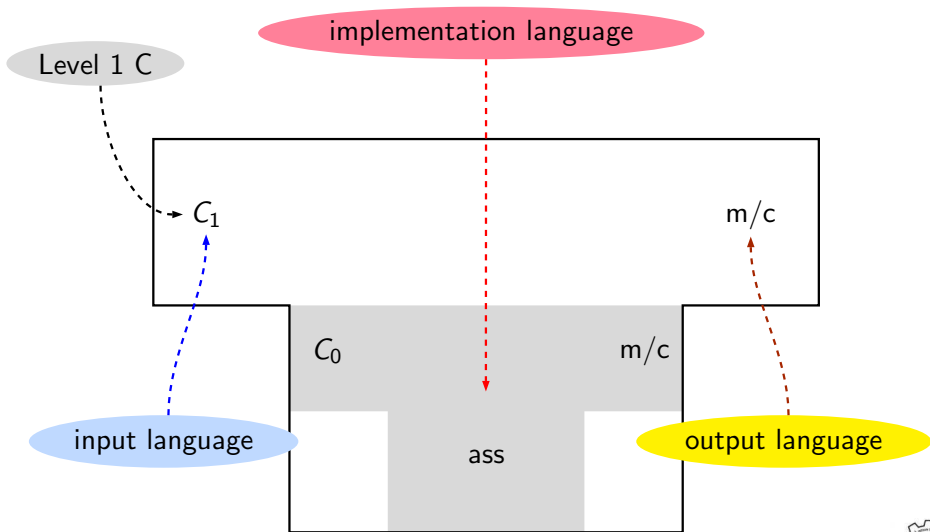 implementation language
Level 1 C
C₁ m/c
C₀ m/c
input language output language
ass